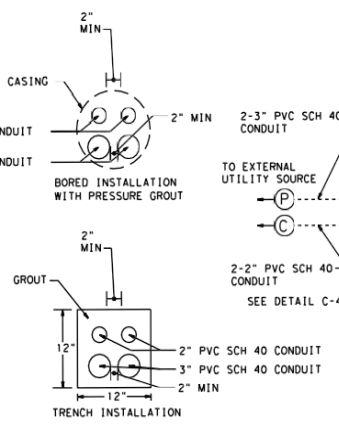 2"
MIN
CASING
2" MIN
BORED INSTALLATION
WITH PRESSURE GROUT
2-3" PVC SCH 40
CONDUIT
TO EXTERNAL
UTILITY SOURCE
P
C
2-2" PVC SCH 40-
CONDUIT
SEE DETAIL C-4
2"
MIN
GROUT
12"
2" PVC SCH 40 CONDUIT
3" PVC SCH 40 CONDUIT
2" MIN
12"
TRENCH INSTALLATION